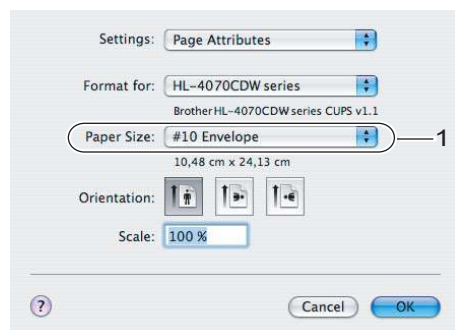 Settings: Page Attributes
Format for: HL-4070CDW series
Brother HL-4070CDW series CUPS v1.1
Paper Size: #10 Envelope 1
10,48 cm x 24,13 cm
Orientation:
Scale: 100 %
? Cancel OK